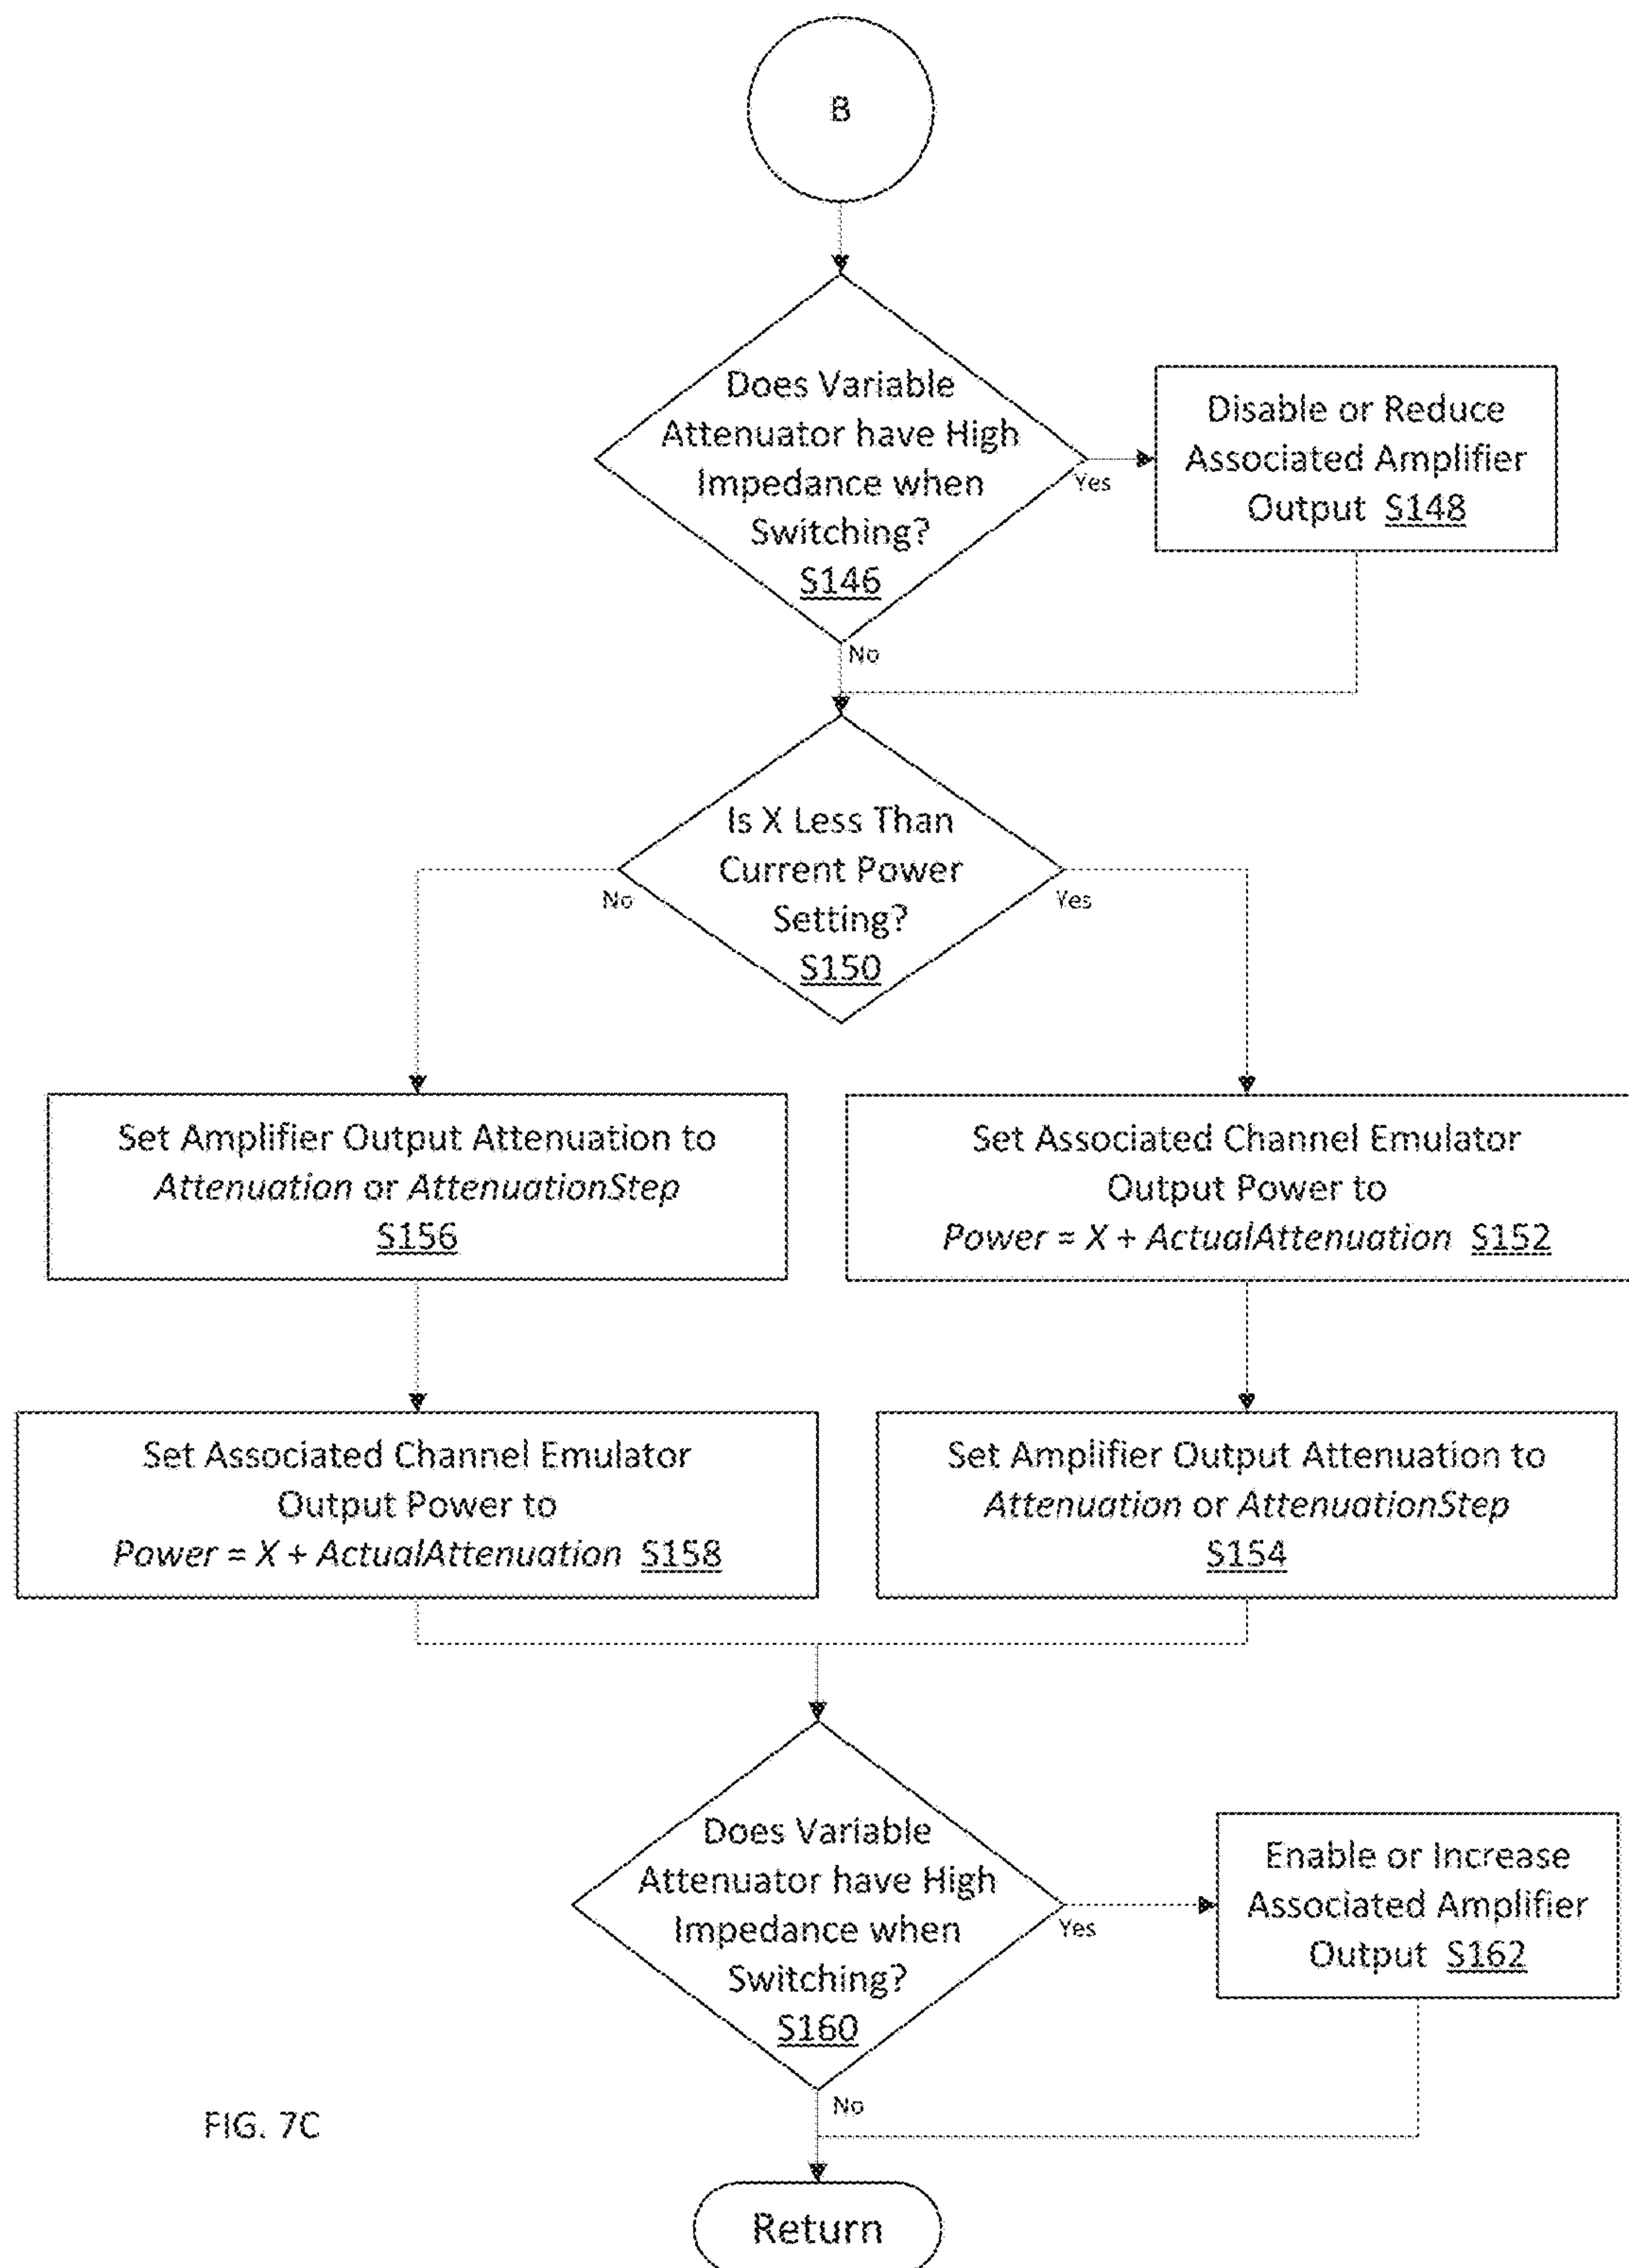 B
Does Variable
Attenuator have High
Impedance when
Switching?
S146
Yes
Disable or Reduce
Associated Amplifier
Output S148
No
Is X Less Than
Current Power
Setting?
S150
No
Yes
Set Amplifier Output Attenuation to
Attenuation or AttenuationStep
S156
Set Associated Channel Emulator
Output Power to
Power = X + ActualAttenuation S152
Set Associated Channel Emulator
Output Power to
Power = X + ActualAttenuation S158
Set Amplifier Output Attenuation to
Attenuation or AttenuationStep
S154
Does Variable
Attenuator have High
Impedance when
Switching?
S160
Yes
Enable or Increase
Associated Amplifier
Output S162
No
FIG. 7C
Return